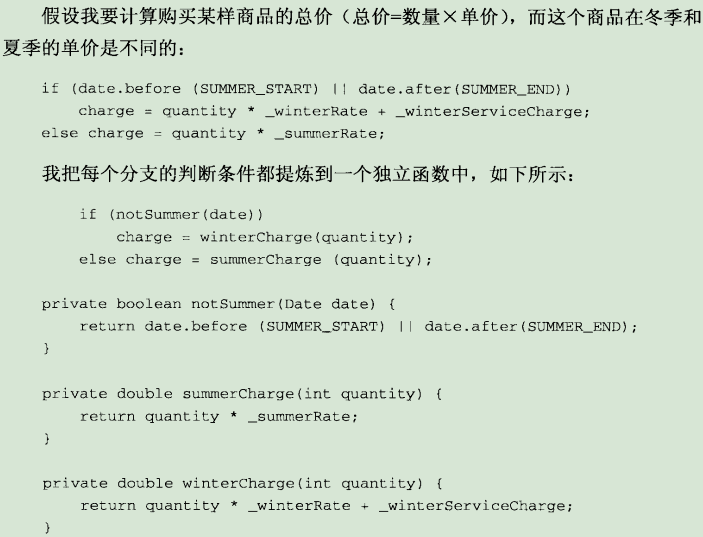 假设我要计算购买某样商品的总价（总价=数量×单价），而这个商品在冬季和
夏季的单价是不同的：
if (date.before (SUMMER_START) || date.after(SUMMER_END))
charge = quantity * _winterRate + _winterServiceCharge;
else charge = quantity * _summerRate;
我把每个分支的判断条件都提炼到一个独立函数中，如下所示：
if (notSummer(date))
charge = winterCharge(quantity);
else charge = summerCharge (quantity);
private boolean notSummer(Date date) {
return date.before (SUMMER_START) || date.after(SUMMER_END);
}
private double summerCharge(int quantity) {
return quantity * _summerRate;
}
private double winterCharge(int quantity) {
return quantity * _winterRate + _winterServiceCharge;
}